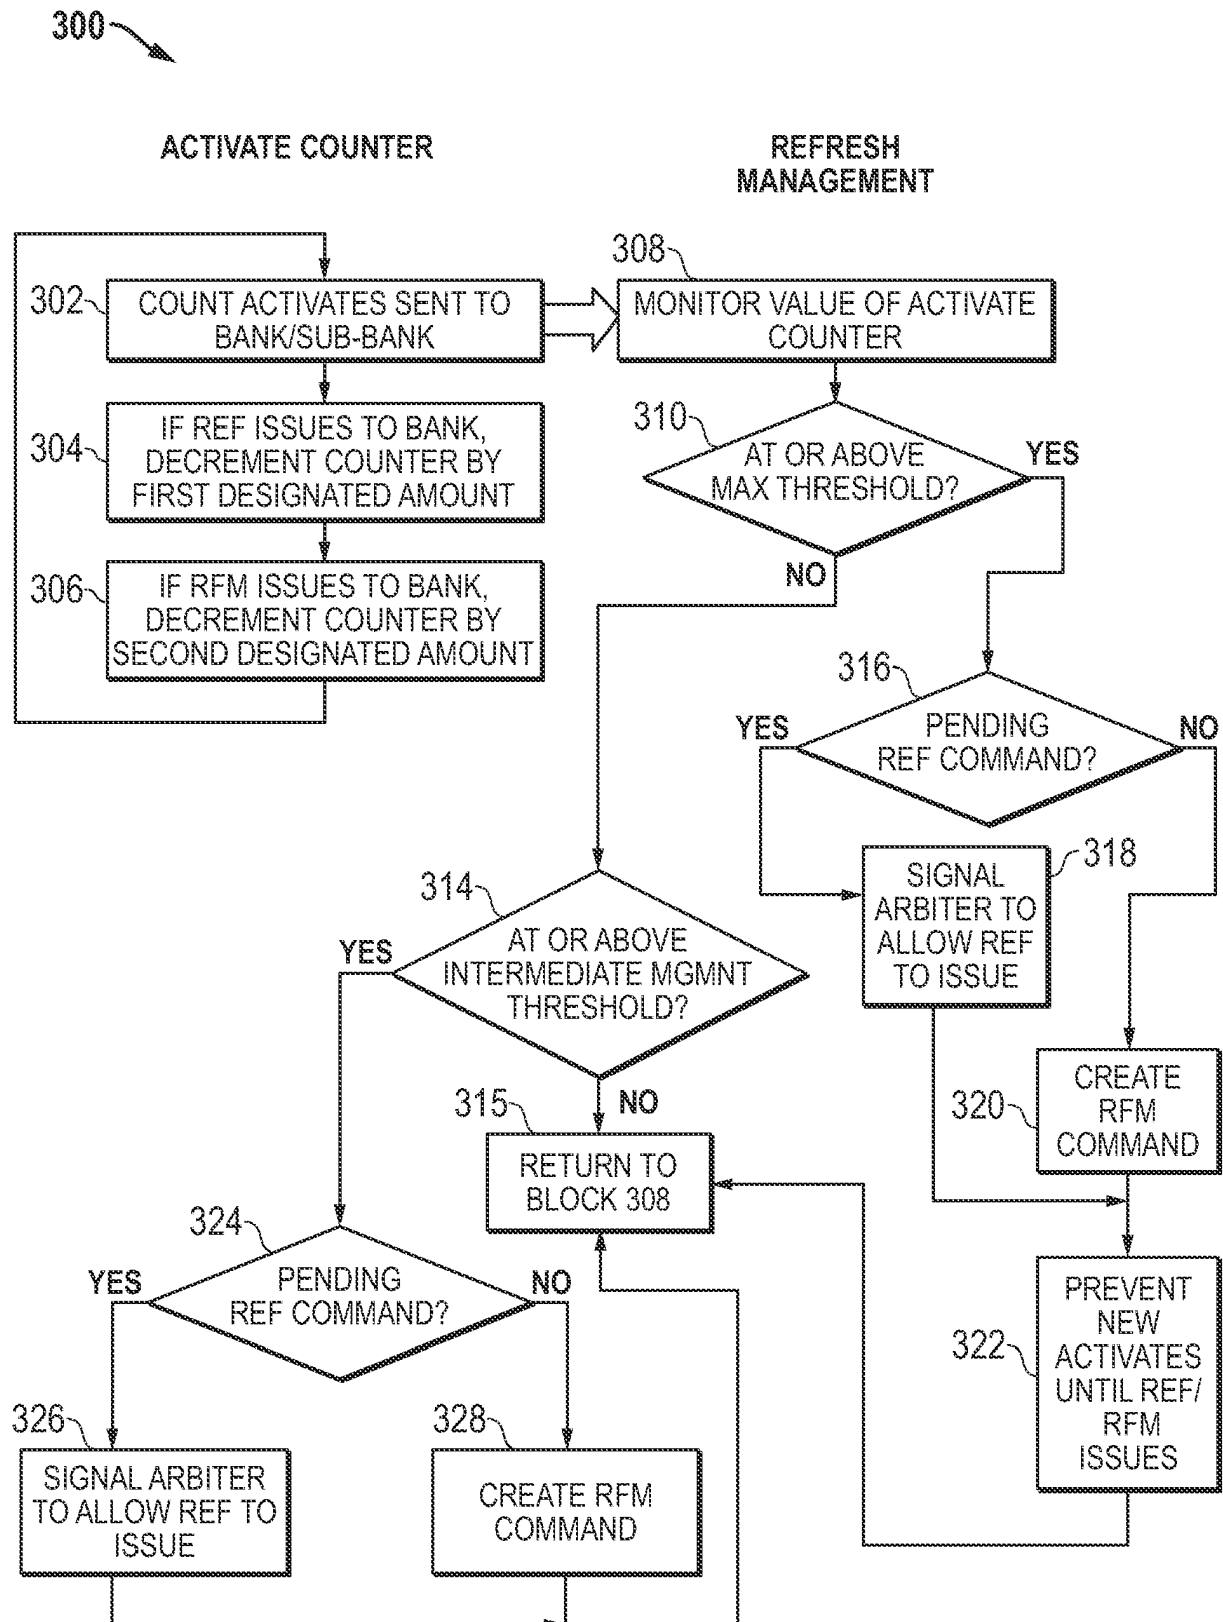 300
ACTIVATE COUNTER
REFRESH
MANAGEMENT
302
COUNT ACTIVATES SENT TO
BANK/SUB-BANK
304
IF REF ISSUES TO BANK,
DECREMENT COUNTER BY
FIRST DESIGNATED AMOUNT
306
IF RFM ISSUES TO BANK,
DECREMENT COUNTER BY
SECOND DESIGNATED AMOUNT
308
MONITOR VALUE OF ACTIVATE
COUNTER
310
AT OR ABOVE
MAX THRESHOLD?
YES
NO
316
PENDING
REF COMMAND?
YES
NO
318
SIGNAL
ARBITER TO
ALLOW REF
TO ISSUE
320
CREATE
RFM
COMMAND
322
PREVENT
NEW
ACTIVATES
UNTIL REF/
RFM
ISSUES
314
AT OR ABOVE
INTERMEDIATE MGMNT
THRESHOLD?
YES
NO
315
RETURN TO
BLOCK 308
324
PENDING
REF COMMAND?
YES
NO
326
SIGNAL ARBITER
TO ALLOW REF TO
ISSUE
328
CREATE RFM
COMMAND